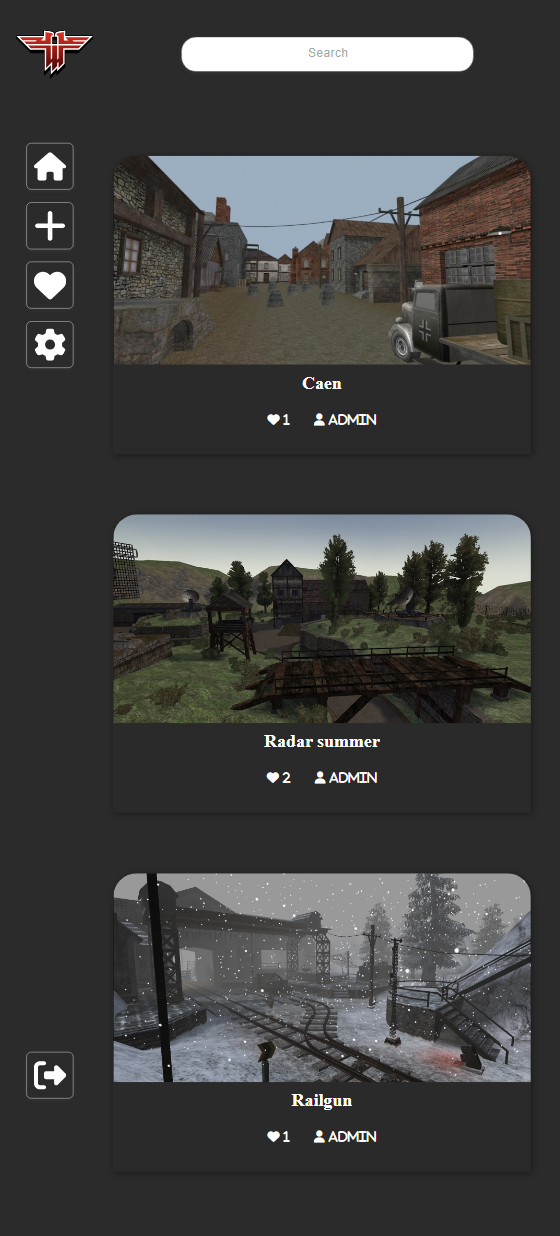 Search
Caen
1 ADMIN
Radar summer
2 ADMIN
Railgun
1 ADMIN